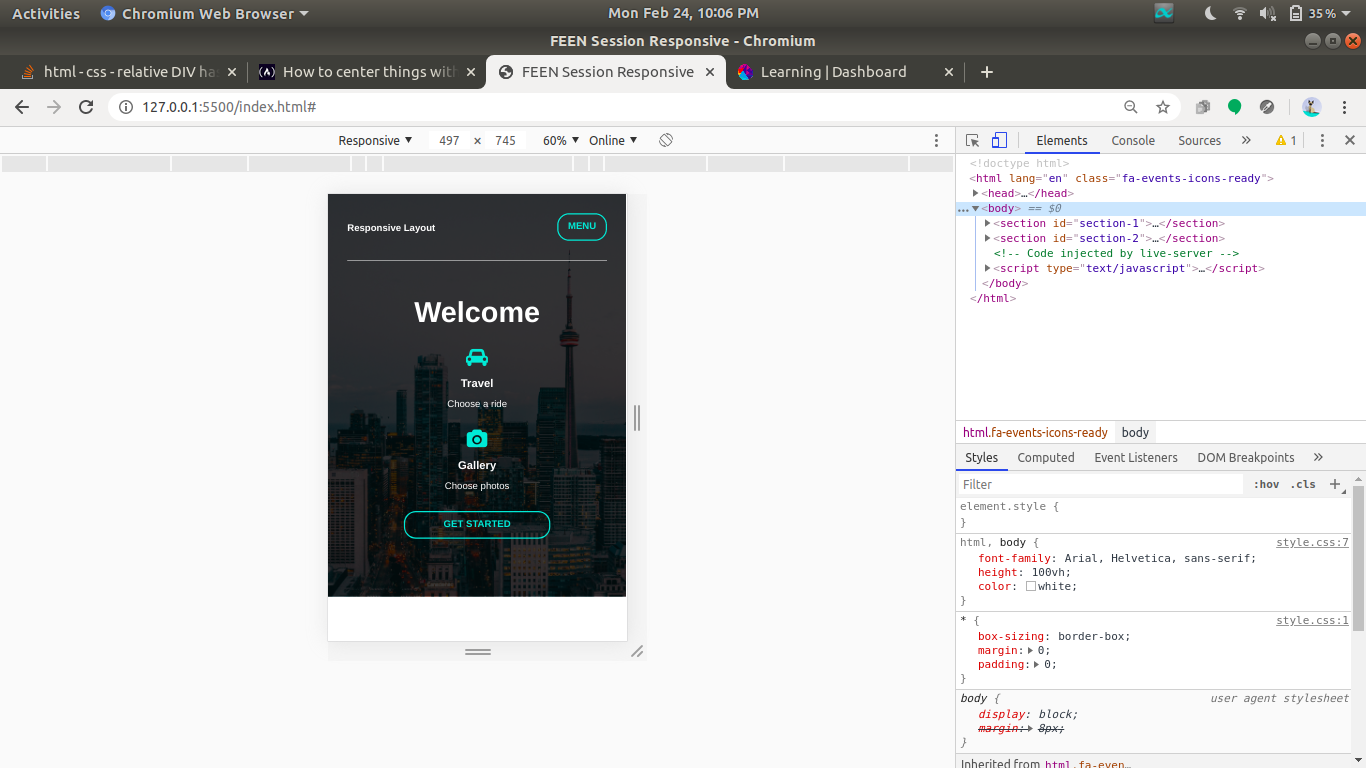 Activities Chromium Web Browser Mon Feb 24, 10:06 PM 35%
FEEN Session Responsive - Chromium
html - css - relative DIV ha How to center things with FEEN Session Responsive Learning | Dashboard
127.0.0.1:5500/index.html#
Responsive 497 x 745 60% Online
Elements Console Sources » 1
<!doctype html>
<html lang="en" class="fa-events-icons-ready">
<head>…</head>
<body> == $0
<section id="section-1">…</section>
<section id="section-2">…</section>
<!-- Code injected by live-server -->
<script type="text/javascript">…</script>
</body>
</html>
Responsive Layout MENU
Welcome
Travel
Choose a ride
Gallery
Choose photos
GET STARTED
html.fa-events-icons-ready body
Styles Computed Event Listeners DOM Breakpoints »
Filter :hov .cls +
element.style {
}
html, body { style.css:7
font-family: Arial, Helvetica, sans-serif;
height: 100vh;
color: white;
}
* { style.css:1
box-sizing: border-box;
margin: 0;
padding: 0;
}
body { user agent stylesheet
display: block;
margin: 8px;
}
Inherited from html.fa-even…